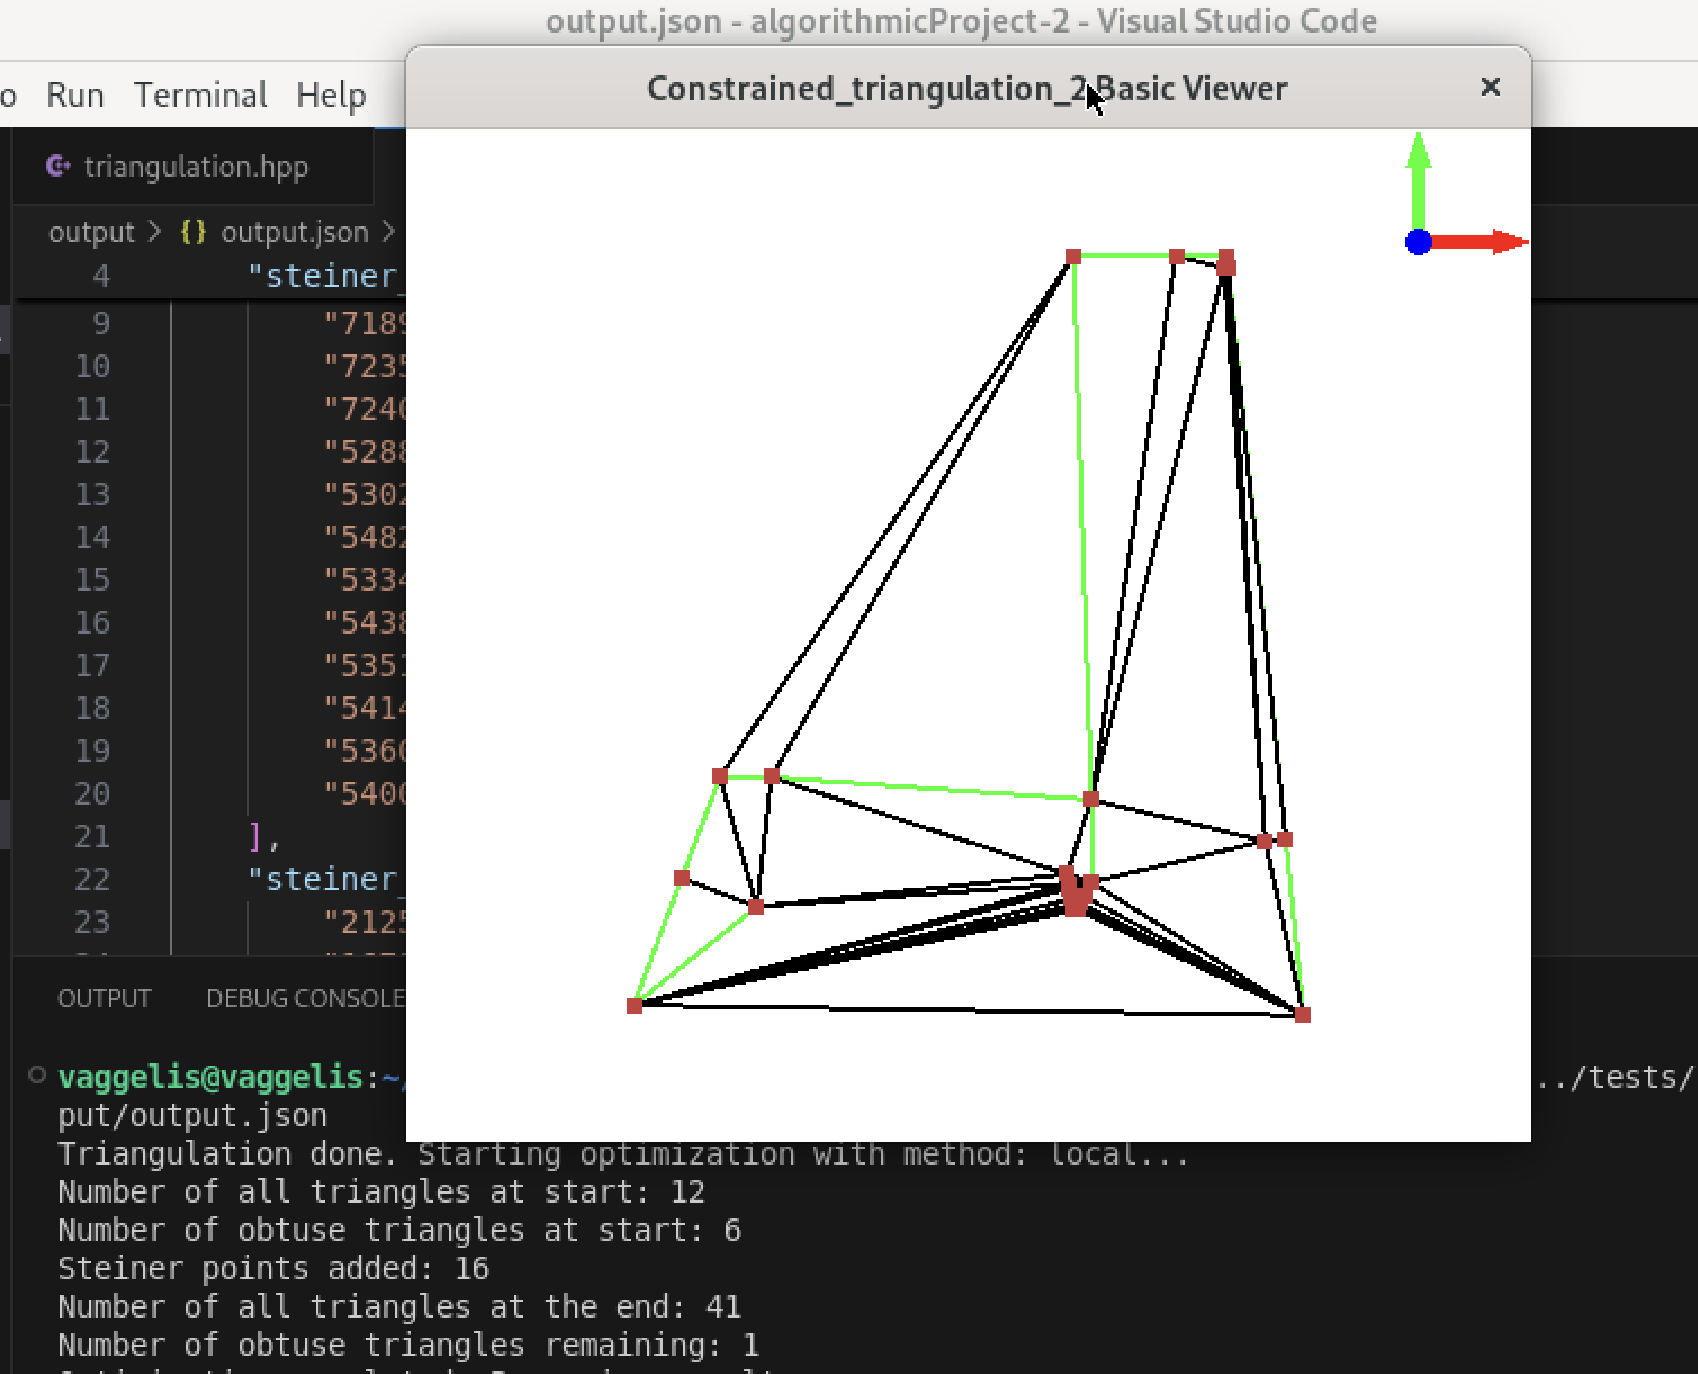 output.json - algorithmicProject-2 - Visual Studio Code
Run Terminal Help
Constrained_triangulation_2 Basic Viewer
triangulation.hpp
output > {} output.json >
4 "steiner_
9 "7189
10 "7235
11 "7240
12 "5288
13 "5302
14 "5482
15 "5334
16 "5438
17 "5351
18 "5414
19 "5360
20 "5400
21 ],
22 "steiner_
23 "2125
OUTPUT DEBUG CONSOLE
vaggelis@vaggelis:~/ ../tests/
put/output.json
Triangulation done. Starting optimization with method: local...
Number of all triangles at start: 12
Number of obtuse triangles at start: 6
Steiner points added: 16
Number of all triangles at the end: 41
Number of obtuse triangles remaining: 1